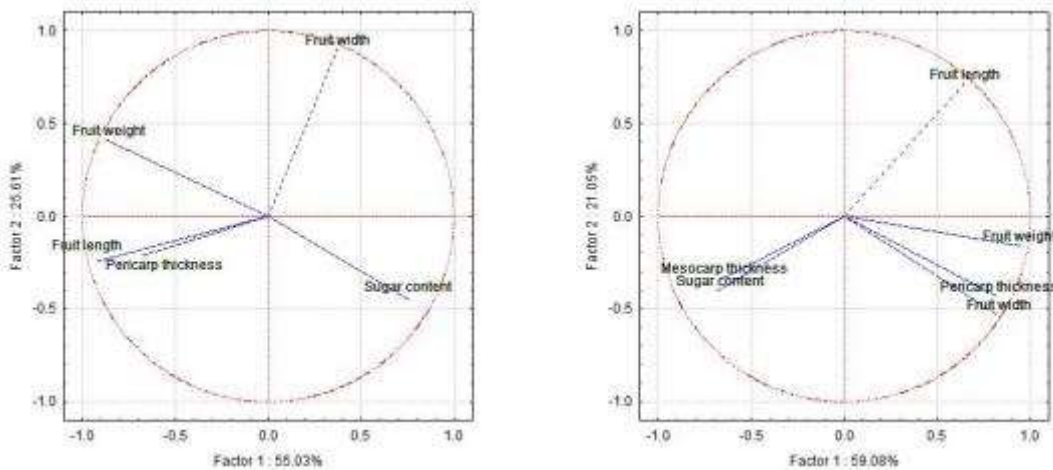 1.0
Fruit width
0.5
Fruit weight
0.0
Fruit length
Pericarp thickness
Sugar content
-0.5
-1.0
-1.0 -0.5 0.0 0.5 1.0
Factor 2 : 25.61%
Factor 1 : 55.03%
1.0
Fruit length
0.5
0.0
Fruit weight
Mesocarp thickness
Sugar content
Pericarp thickness
Fruit width
-0.5
-1.0
-1.0 -0.5 0.0 0.5 1.0
Factor 2 : 21.05%
Factor 1 : 59.08%